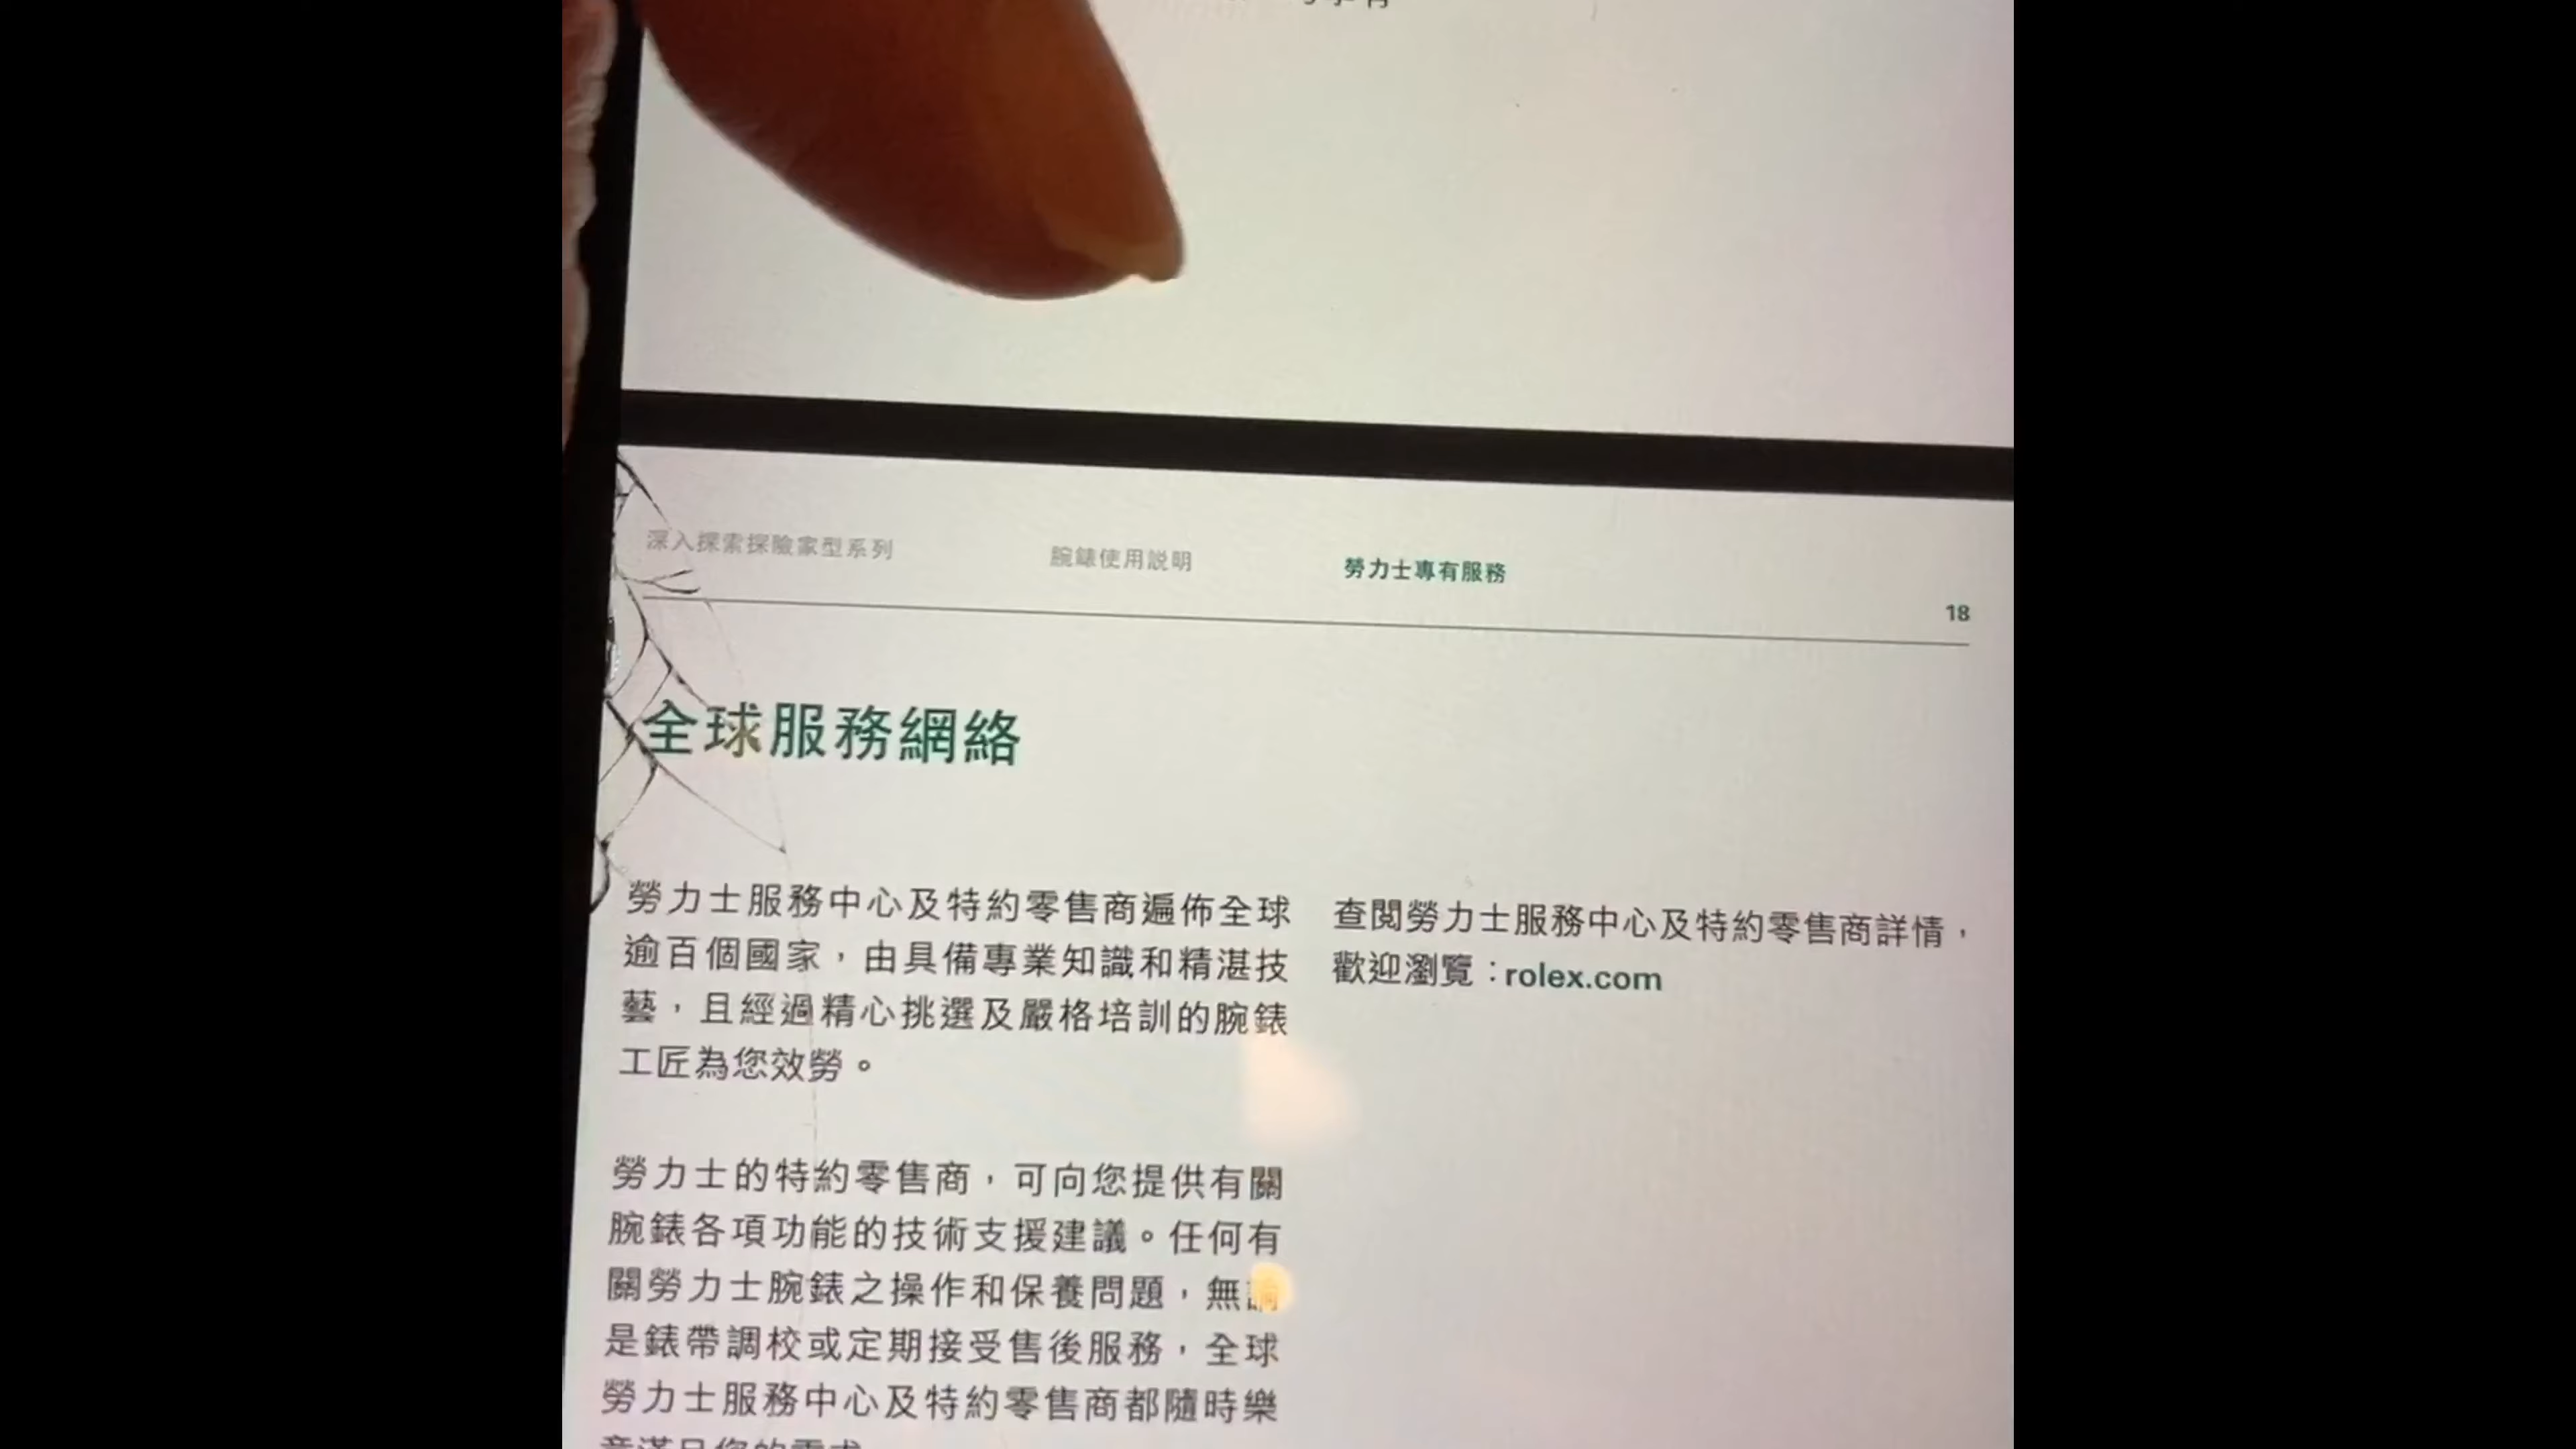 深入探索探險家型系列
腕錶使用説明
勞力士專有服務
18
全球服務網絡
勞力士服務中心及特約零售商遍佈全球
逾百個國家，由具備專業知識和精湛技
藝，且經過精心挑選及嚴格培訓的腕錶
工匠為您效勞。
勞力士的特約零售商，可向您提供有關
腕錶各項功能的技術支援建議。任何有
關勞力士腕錶之操作和保養問題，無論
是錶帶調校或定期接受售後服務，全球
勞力士服務中心及特約零售商都隨時樂
查閲勞力士服務中心及特約零售商詳情，
歡迎瀏覽：rolex.com